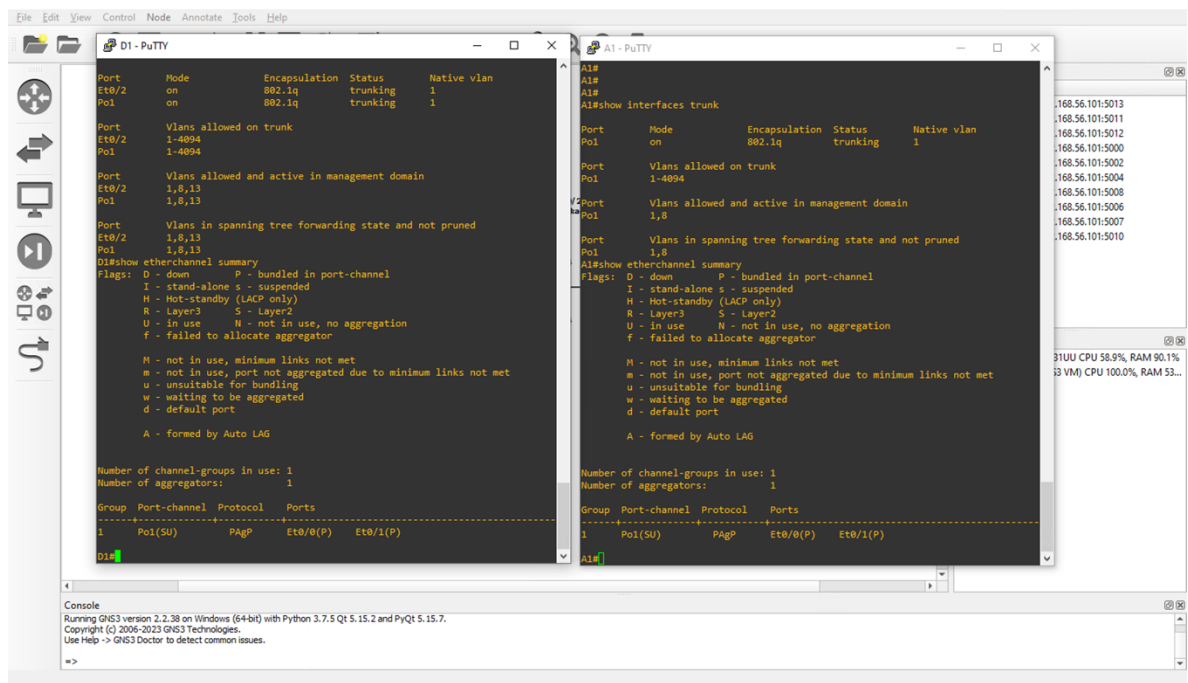 File Edit View Control Node Annotate Tools Help
D1 - PuTTY
Port Mode Encapsulation Status Native vlan
Et0/2 on 802.1q trunking 1
Po1 on 802.1q trunking 1
Port Vlans allowed on trunk
Et0/2 1-4094
Po1 1-4094
Port Vlans allowed and active in management domain
Et0/2 1,8,13
Po1 1,8,13
Port Vlans in spanning tree forwarding state and not pruned
Et0/2 1,8,13
Po1 1,8,13
D1#show etherchannel summary
Flags: D - down P - bundled in port-channel
I - stand-alone s - suspended
H - Hot-standby (LACP only)
R - Layer3 S - Layer2
U - in use N - not in use, no aggregation
f - failed to allocate aggregator
M - not in use, minimum links not met
m - not in use, port not aggregated due to minimum links not met
u - unsuitable for bundling
w - waiting to be aggregated
d - default port
A - formed by Auto LAG
Number of channel-groups in use: 1
Number of aggregators: 1
Group Port-channel Protocol Ports
------+-------------+-----------+-----------------------------------------------
1 Po1(SU) PAgP Et0/0(P) Et0/1(P)
D1#
A1 - PuTTY
A1#
A1#
A1#
A1#show interfaces trunk
Port Mode Encapsulation Status Native vlan
Po1 on 802.1q trunking 1
Port Vlans allowed on trunk
Po1 1-4094
Port Vlans allowed and active in management domain
Po1 1,8
Port Vlans in spanning tree forwarding state and not pruned
Po1 1,8
A1#show etherchannel summary
Flags: D - down P - bundled in port-channel
I - stand-alone s - suspended
H - Hot-standby (LACP only)
R - Layer3 S - Layer2
U - in use N - not in use, no aggregation
f - failed to allocate aggregator
M - not in use, minimum links not met
m - not in use, port not aggregated due to minimum links not met
u - unsuitable for bundling
w - waiting to be aggregated
d - default port
A - formed by Auto LAG
Number of channel-groups in use: 1
Number of aggregators: 1
Group Port-channel Protocol Ports
------+-------------+-----------+-----------------------------------------------
1 Po1(SU) PAgP Et0/0(P) Et0/1(P)
A1#
.168.56.101:5013
.168.56.101:5011
.168.56.101:5012
.168.56.101:5000
.168.56.101:5002
.168.56.101:5004
.168.56.101:5008
.168.56.101:5006
.168.56.101:5007
.168.56.101:5010
31UU CPU 58.9%, RAM 90.1%
53 VM) CPU 100.0%, RAM 53...
Console
Running GNS3 version 2.2.38 on Windows (64-bit) with Python 3.7.5 Qt 5.15.2 and PyQt 5.15.7.
Copyright (c) 2006-2023 GNS3 Technologies.
Use Help -> GNS3 Doctor to detect common issues.
=>